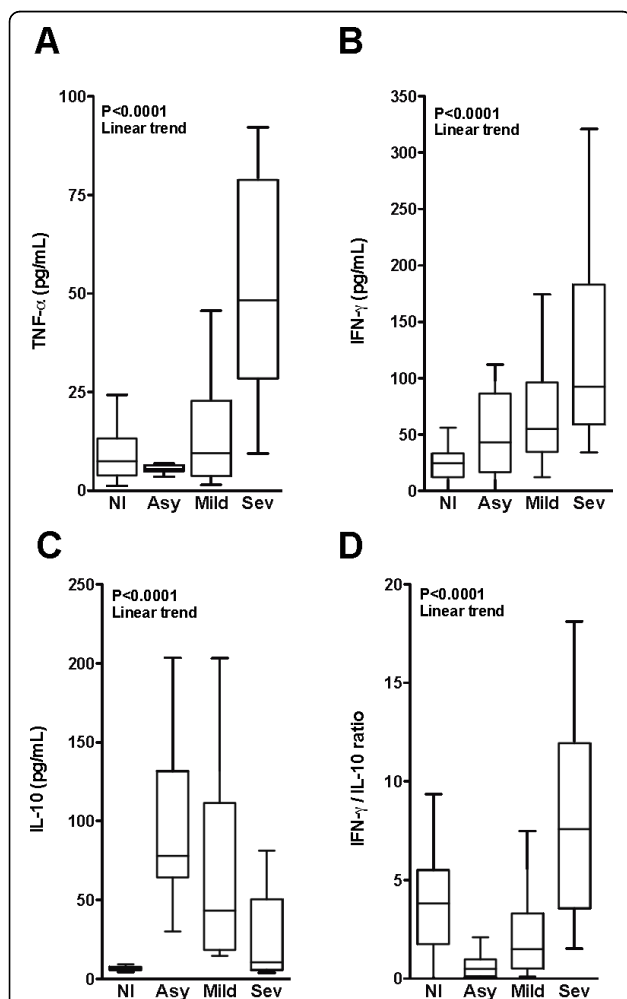 A
P<0.0001
Linear trend
TNF-α (pg/mL)
100
75
50
25
0
NI Asy Mild Sev
B
P<0.0001
Linear trend
IFN-γ (pg/mL)
350
300
250
200
150
100
50
0
NI Asy Mild Sev
C
P<0.0001
Linear trend
IL-10 (pg/mL)
250
200
150
100
50
0
NI Asy Mild Sev
D
P<0.0001
Linear trend
IFN-γ / IL-10 ratio
20
15
10
5
0
NI Asy Mild Sev